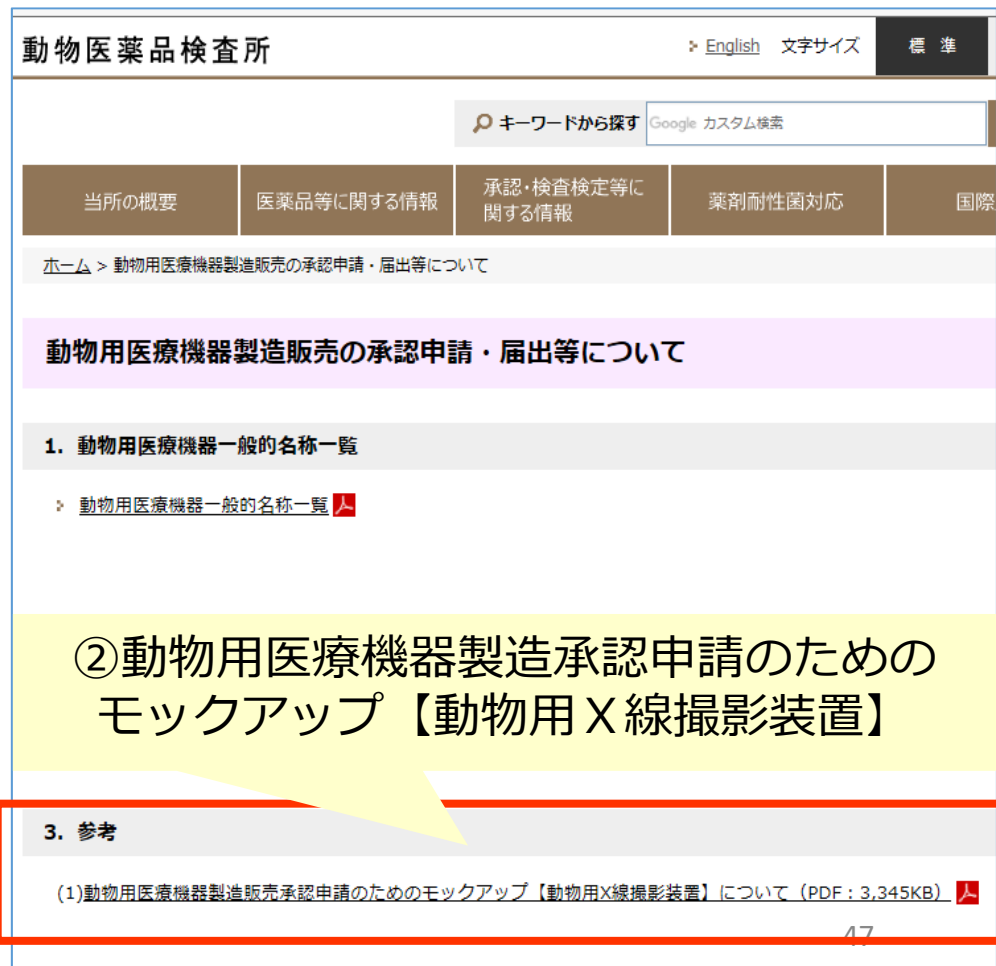 動物医薬品検査所
English 文字サイズ 標 準
キーワードから探す Google カスタム検索
当所の概要
医薬品等に関する情報
承認・検査検定等に
関する情報
薬剤耐性菌対応
国際
ホーム > 動物用医療機器製造販売の承認申請・届出等について
動物用医療機器製造販売の承認申請・届出等について
1. 動物用医療機器一般的名称一覧
動物用医療機器一般的名称一覧
②動物用医療機器製造承認申請のための
モックアップ【動物用Ｘ線撮影装置】
3. 参考
(1)動物用医療機器製造販売承認申請のためのモックアップ【動物用X線撮影装置】について（PDF：3,345KB）
47